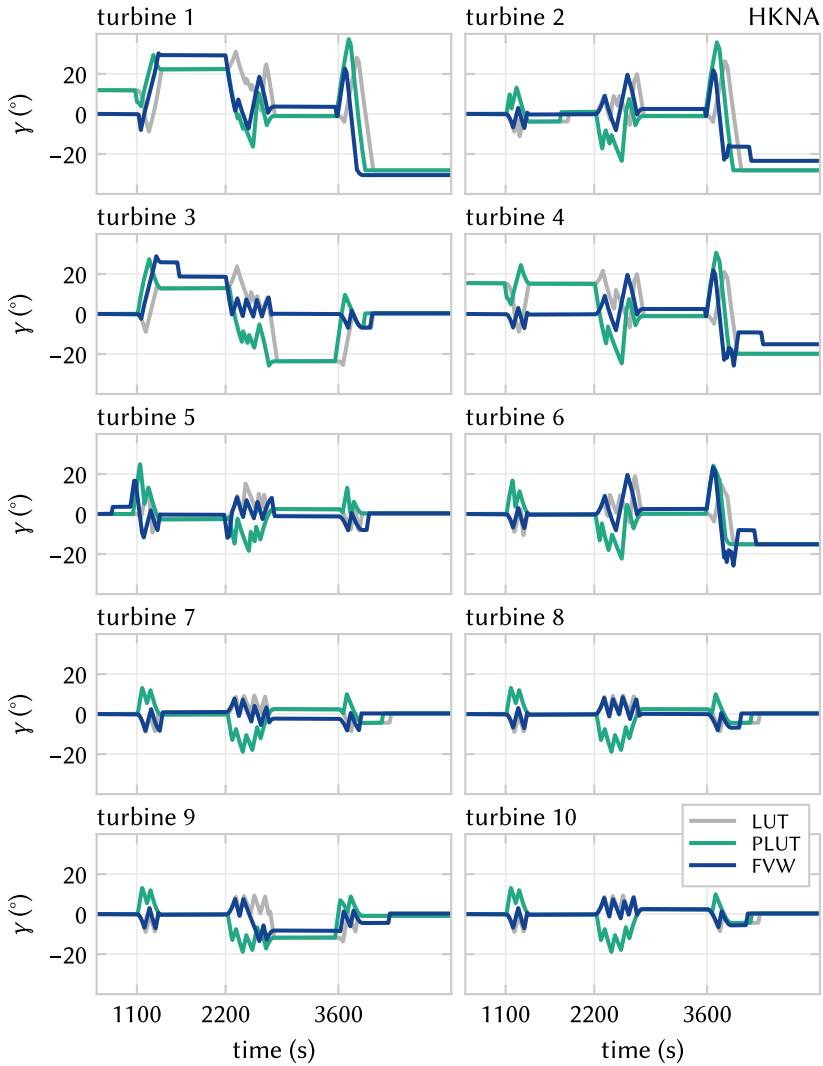 turbine 1
turbine 2 HKNA
γ (°)
20
0
−20
turbine 3
turbine 4
γ (°)
20
0
−20
turbine 5
turbine 6
γ (°)
20
0
−20
turbine 7
turbine 8
γ (°)
20
0
−20
turbine 9
turbine 10
γ (°)
20
0
−20
LUT
PLUT
FVW
1100 2200 3600
1100 2200 3600
time (s)
time (s)